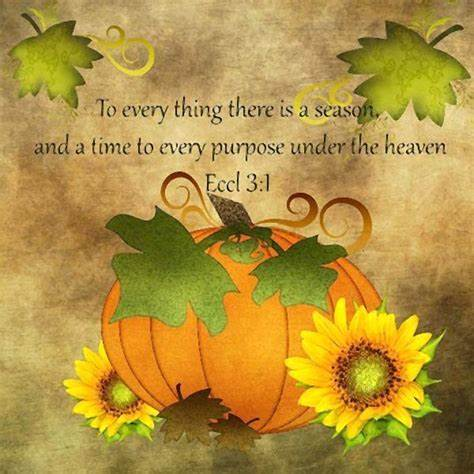 To every thing there is a season,
and a time to every purpose under the heaven
Eccl 3:1